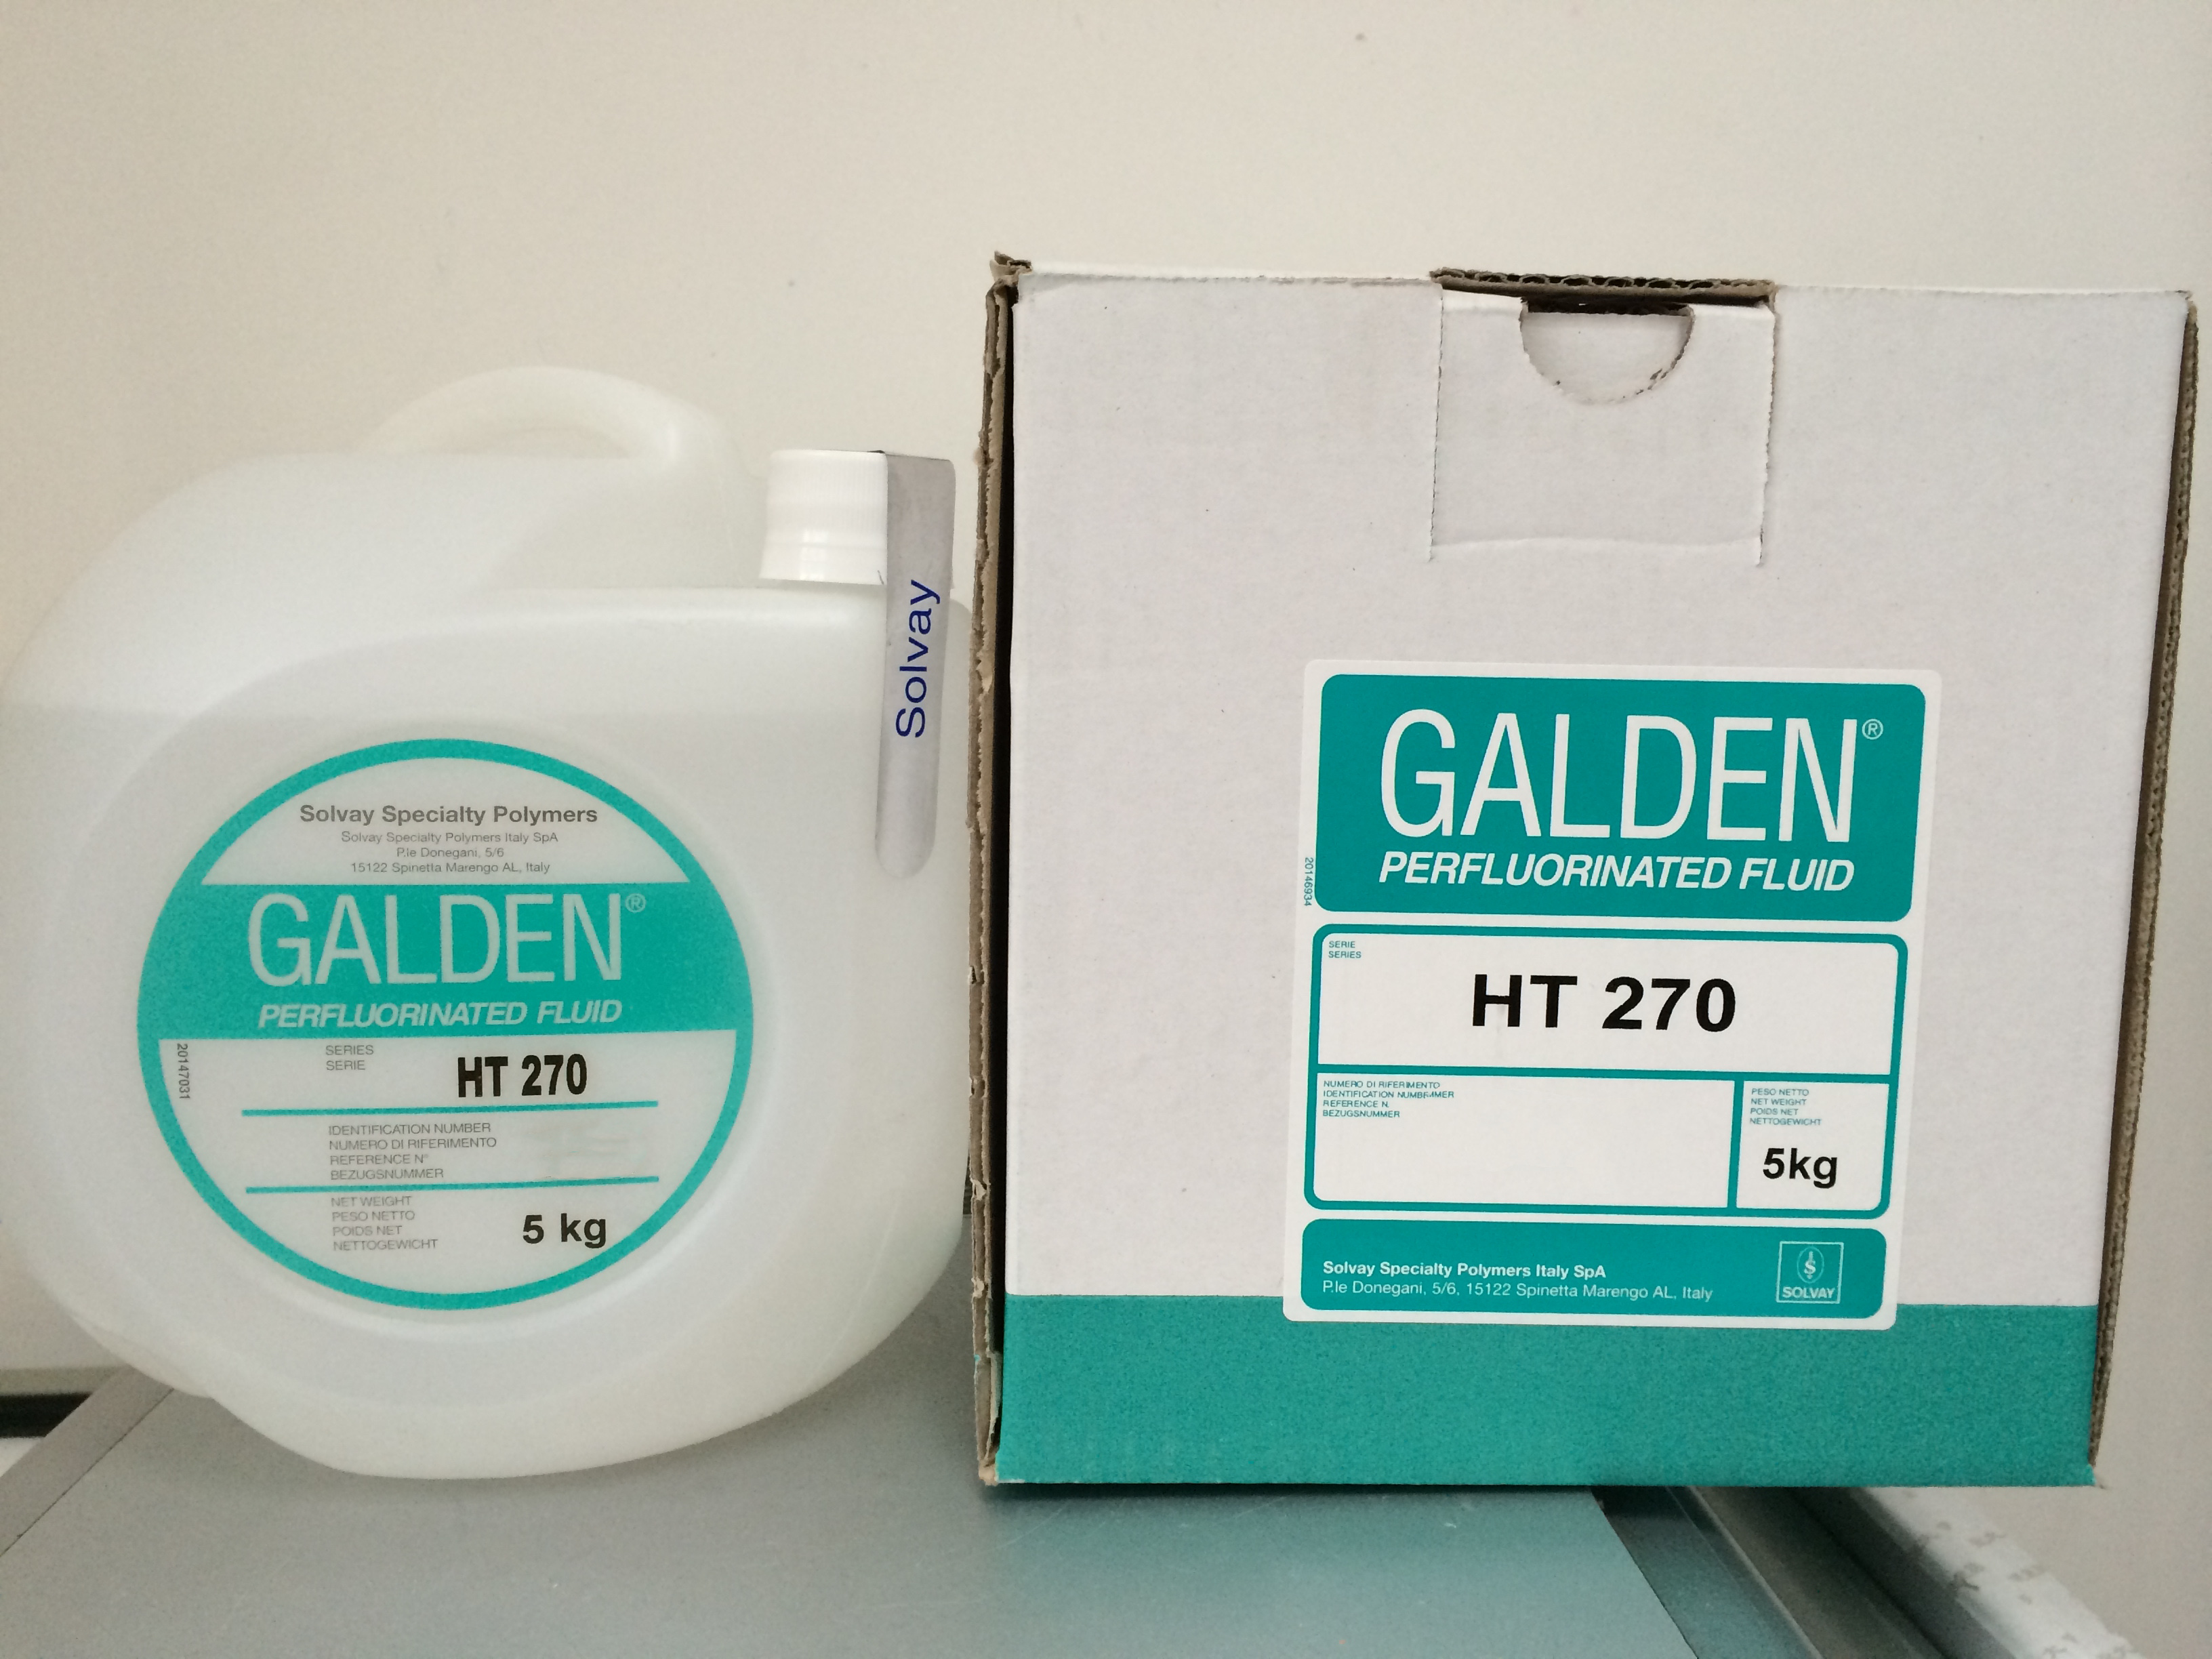 Solvay
Solvay Specialty Polymers
Solvay Specialty Polymers Italy SpA
P.le Donegani, 5/6
15122 Spinetta Marengo AL, Italy
GALDEN®
PERFLUORINATED FLUID
20147031
SERIES
SERIE
HT 270
IDENTIFICATION NUMBER
NUMERO DI RIFERIMENTO
REFERENCE N°
BEZUGSNUMMER
NET WEIGHT
PESO NETTO
POIDS NET
NETTOGEWICHT
5 kg
GALDEN®
PERFLUORINATED FLUID
20146934
SERIE
SERIES
HT 270
NUMERO DI RIFERIMENTO
IDENTIFICATION
REFERENCE N.
BEZUGSNUMMER
PESO NETTO
NET WEIGHT
POIDS NET
NETTOGEWICHT
5kg
Solvay Specialty Polymers Italy SpA
P.le Donegani, 5/6, 15122 Spinetta Marengo AL, Italy
SOLVAY